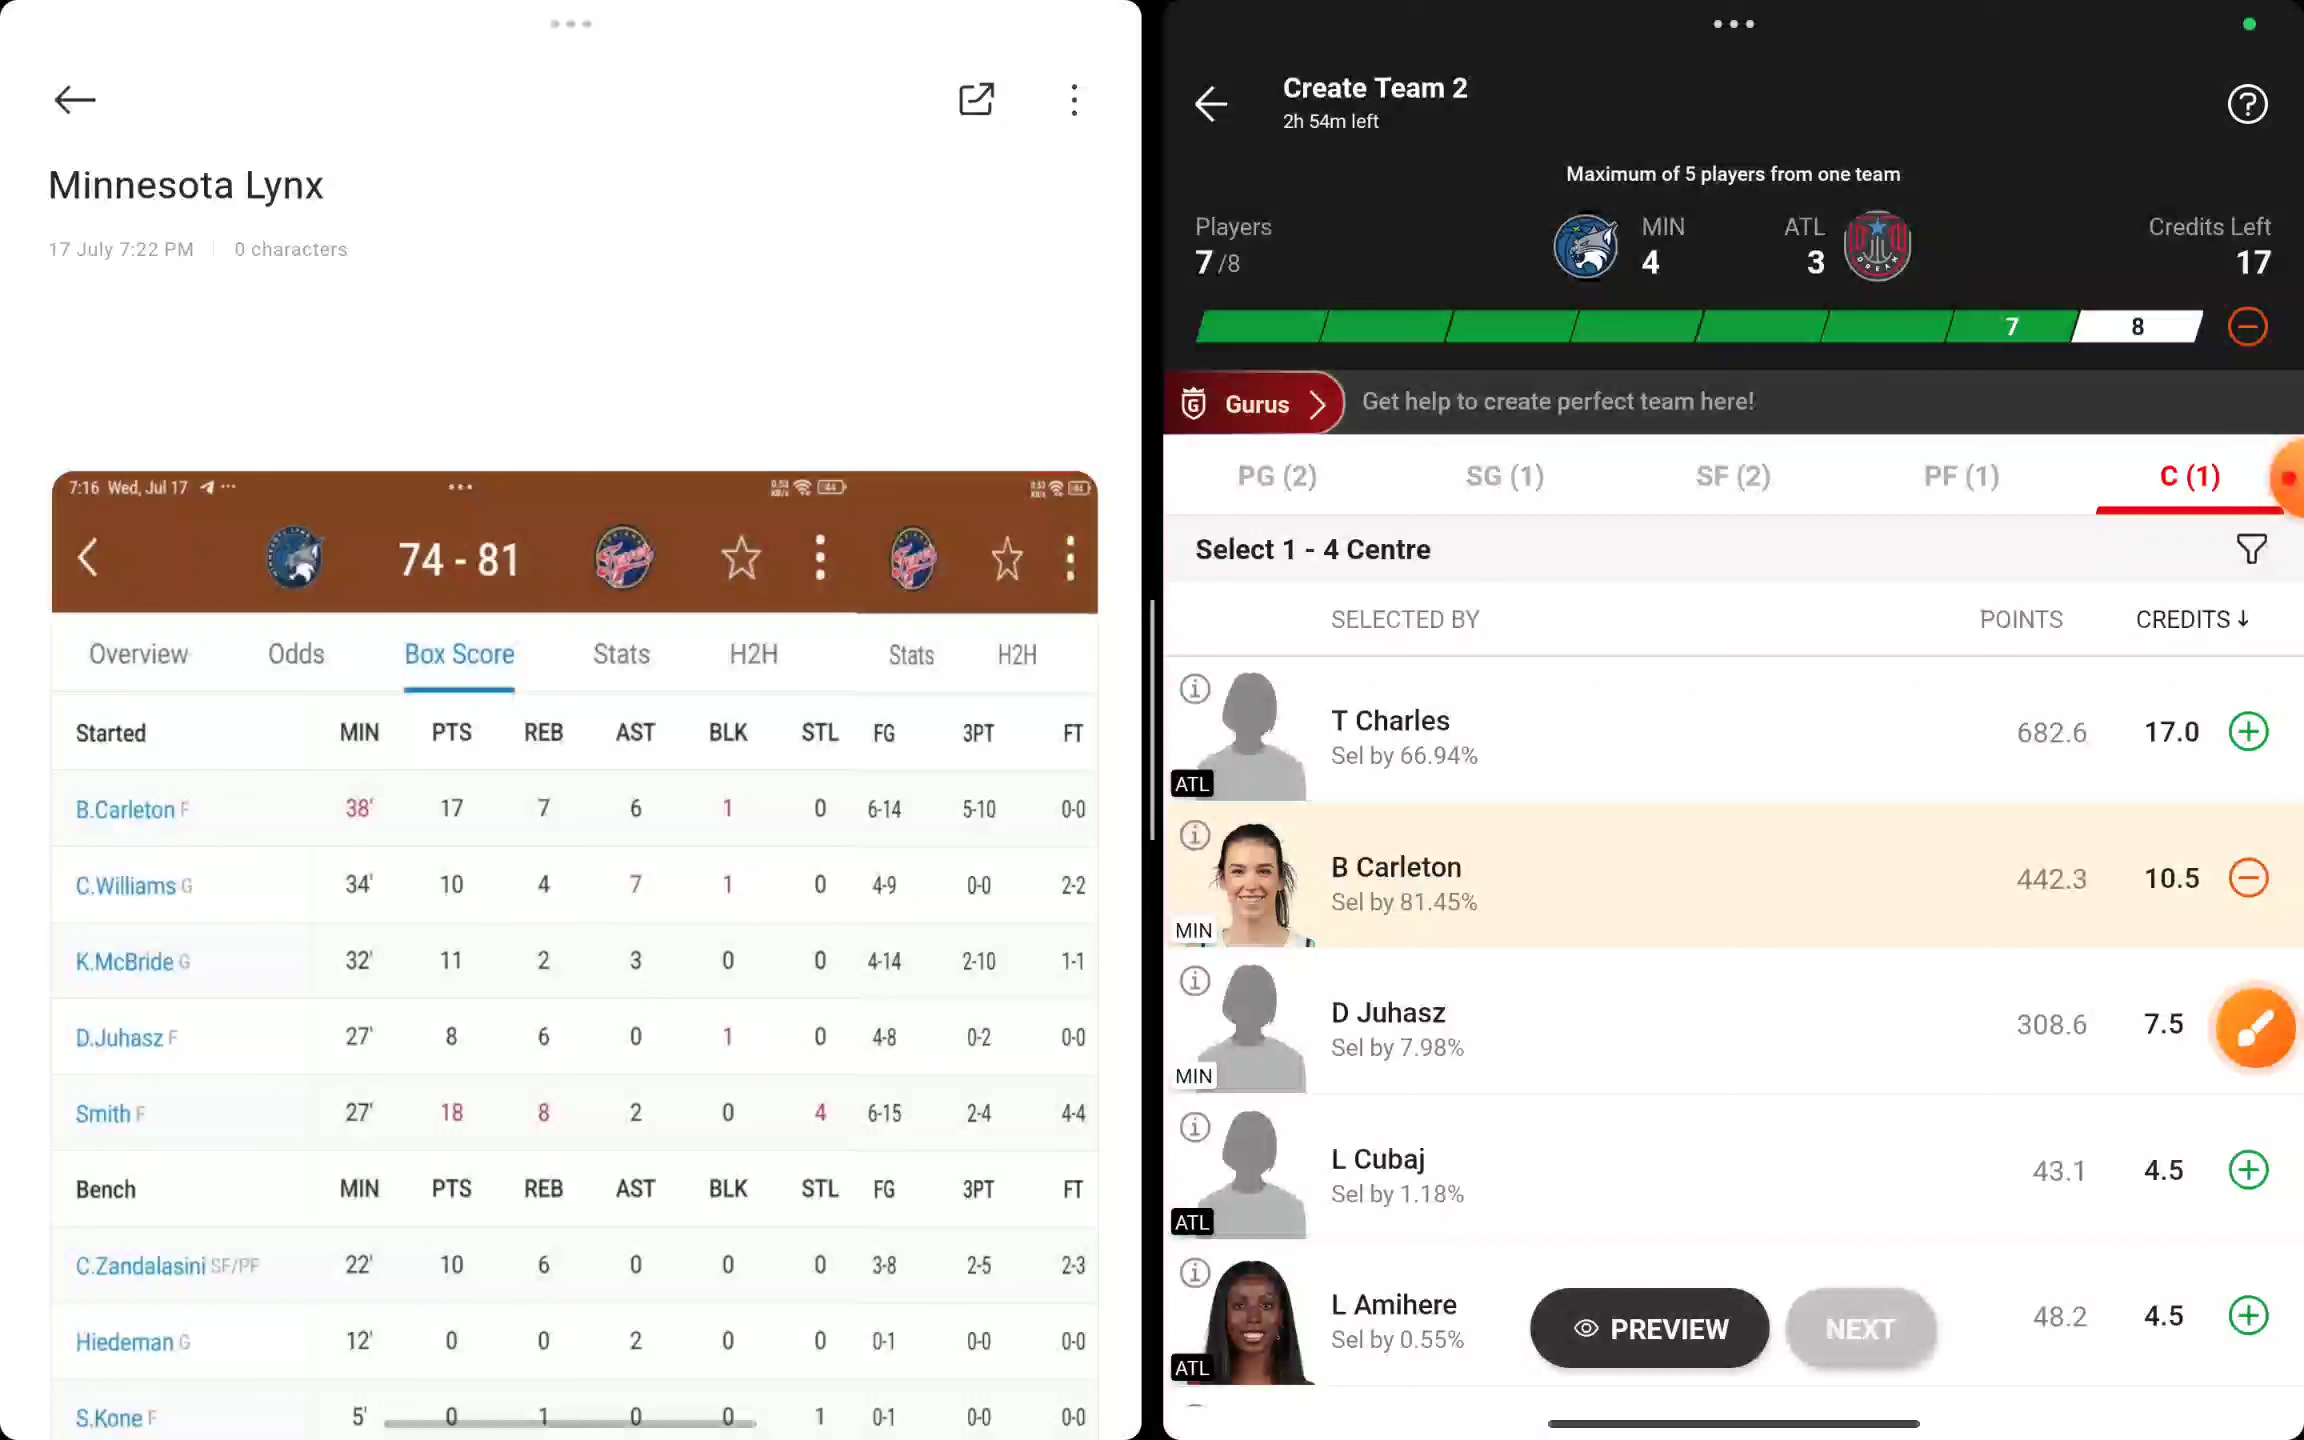 Minnesota Lynx
17 July 7:22 PM | 0 characters
7:16 Wed, Jul 17
44
74 - 81
Overview Odds Box Score Stats H2H Stats H2H
Started MIN PTS REB AST BLK STL FG 3PT FT
B.Carleton F 38' 17 7 6 1 0 6-14 5-10 0-0
C.Williams G 34' 10 4 7 1 0 4-9 0-0 2-2
K.McBride G 32' 11 2 3 0 0 4-14 2-10 1-1
D.Juhasz F 27' 8 6 0 1 0 4-8 0-2 0-0
Smith F 27' 18 8 2 0 4 6-15 2-4 4-4
Bench MIN PTS REB AST BLK STL FG 3PT FT
C.Zandalasini SF/PF 22' 10 6 0 0 0 3-8 2-5 2-3
Hiedeman G 12' 0 0 2 0 0 0-1 0-0 0-0
S.Kone F 5' 0 1 0 0 1 0-1 0-0 0-0
Create Team 2
2h 54m left
Maximum of 5 players from one team
Players MIN ATL Credits Left
7 /8 4 3 17
7 8
G Gurus Get help to create perfect team here!
PG (2) SG (1) SF (2) PF (1) C (1)
Select 1 - 4 Centre
SELECTED BY POINTS CREDITS ↓
T Charles 682.6 17.0
Sel by 66.94%
ATL
B Carleton 442.3 10.5
Sel by 81.45%
MIN
D Juhasz 308.6 7.5
Sel by 7.98%
MIN
L Cubaj 43.1 4.5
Sel by 1.18%
ATL
L Amihere 48.2 4.5
Sel by 0.55%
ATL
PREVIEW NEXT